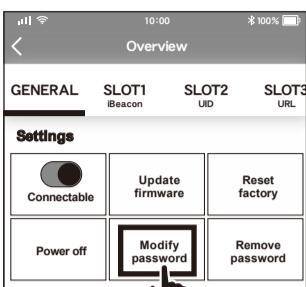 10:00 100%
Overview
GENERAL SLOT1 SLOT2 SLOT3
iBeacon UID URL
Settings
Connectable
Update
firmware
Reset
factory
Power off
Modify
password
Remove
password